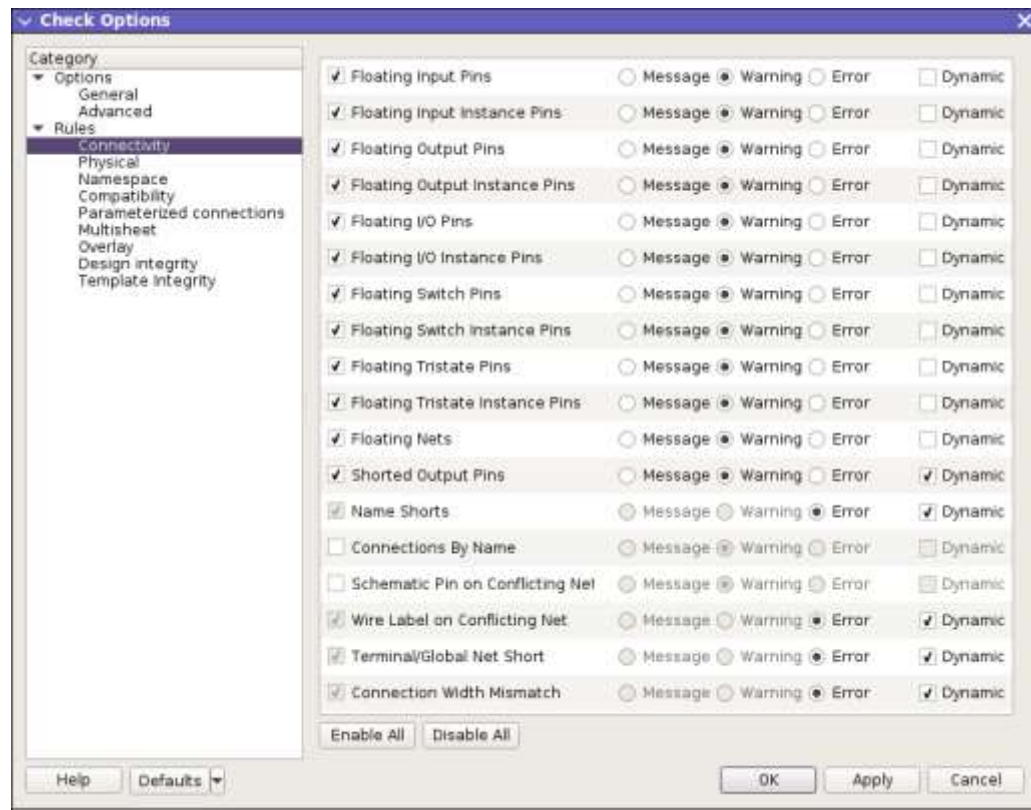 Check Options
Category
Options
General
Advanced
Rules
Connectivity
Physical
Namespace
Compatibility
Parameterized connections
Multisheet
Overlay
Design integrity
Template Integrity
Floating Input Pins Message Warning Error Dynamic
Floating Input Instance Pins Message Warning Error Dynamic
Floating Output Pins Message Warning Error Dynamic
Floating Output Instance Pins Message Warning Error Dynamic
Floating I/O Pins Message Warning Error Dynamic
Floating I/O Instance Pins Message Warning Error Dynamic
Floating Switch Pins Message Warning Error Dynamic
Floating Switch Instance Pins Message Warning Error Dynamic
Floating Tristate Pins Message Warning Error Dynamic
Floating Tristate Instance Pins Message Warning Error Dynamic
Floating Nets Message Warning Error Dynamic
Shorted Output Pins Message Warning Error Dynamic
Name Shorts Message Warning Error Dynamic
Connections By Name Message Warning Error Dynamic
Schematic Pin on Conflicting Net Message Warning Error Dynamic
Wire Label on Conflicting Net Message Warning Error Dynamic
Terminal/Global Net Short Message Warning Error Dynamic
Connection Width Mismatch Message Warning Error Dynamic
Enable All Disable All
Help Defaults OK Apply Cancel